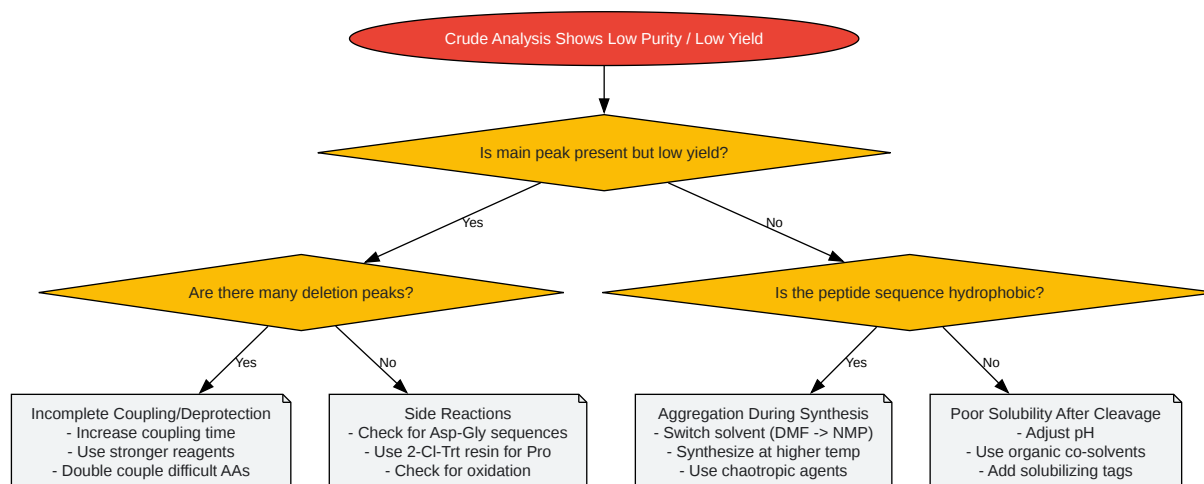 Crude Analysis Shows Low Purity / Low Yield
Is main peak present but low yield?
Yes
No
Are there many deletion peaks?
Is the peptide sequence hydrophobic?
Yes
No
Yes
No
Incomplete Coupling/Deprotection
- Increase coupling time
- Use stronger reagents
- Double couple difficult AAs
Side Reactions
- Check for Asp-Gly sequences
- Use 2-Cl-Trt resin for Pro
- Check for oxidation
Aggregation During Synthesis
- Switch solvent (DMF -> NMP)
- Synthesize at higher temp
- Use chaotropic agents
Poor Solubility After Cleavage
- Adjust pH
- Use organic co-solvents
- Add solubilizing tags